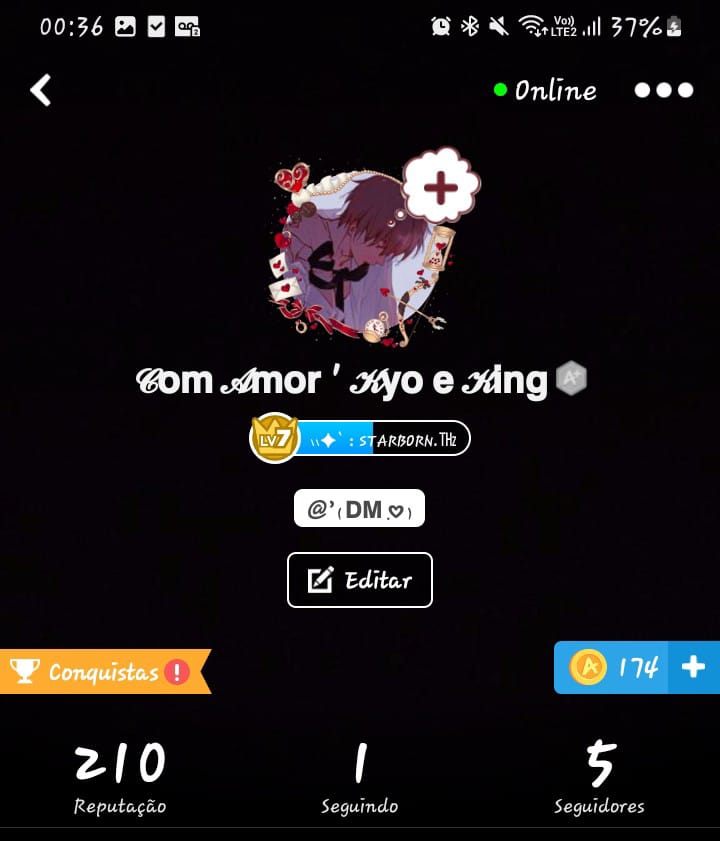 00:36 Vo)) LTE2 37%
Online
𝒞om 𝒜mor ' 𝒦yo e 𝒦ing A+
LV7 ⸌⸌✦˙ : STARBORN.THz
@'₍DM.♡₎
Editar
Conquistas !
A 174 +
210 1 5
Reputação Seguindo Seguidores